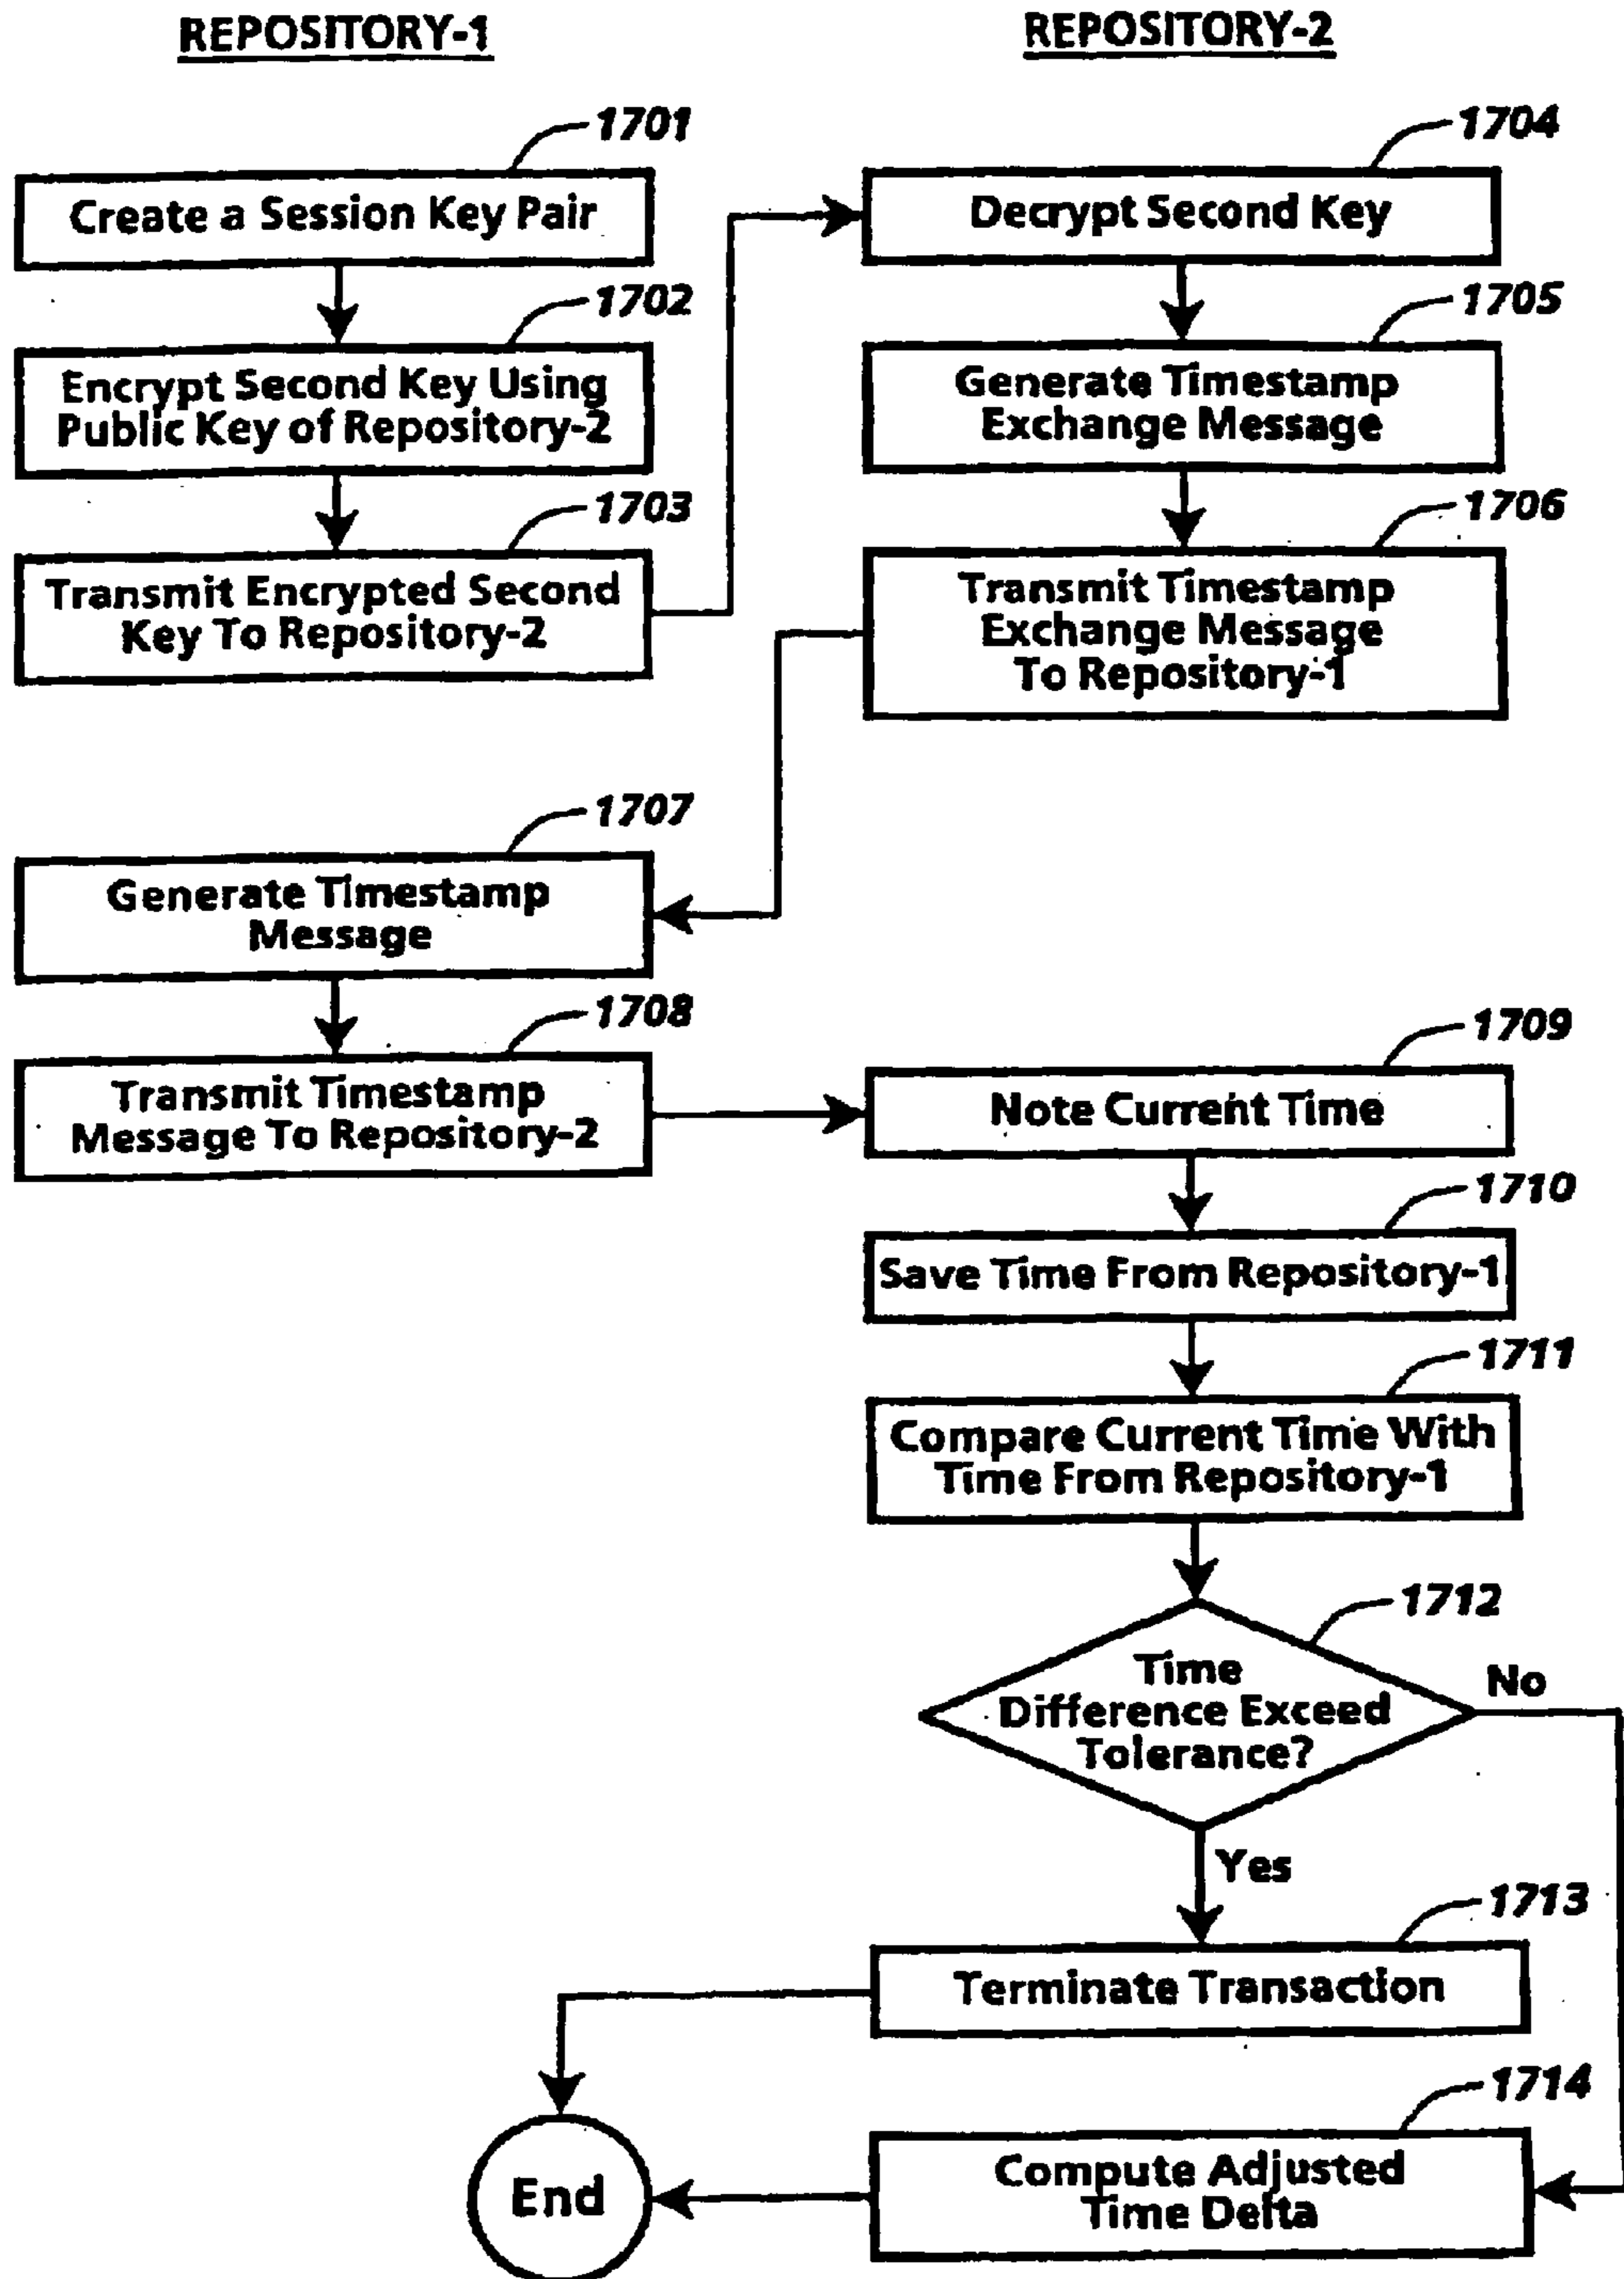 REPOSITORY-1
REPOSITORY-2
1701
Create a Session Key Pair
1702
Encrypt Second Key Using
Public Key of Repository-2
1703
Transmit Encrypted Second
Key To Repository-2
1704
Decrypt Second Key
1705
Generate Timestamp
Exchange Message
1706
Transmit Timestamp
Exchange Message
To Repository-1
1707
Generate Timestamp
Message
1708
Transmit Timestamp
Message To Repository-2
1709
Note Current Time
1710
Save Time From Repository-1
1711
Compare Current Time With
Time From Repository-1
1712
Time
Difference Exceed
Tolerance?
No
Yes
1713
Terminate Transaction
1714
Compute Adjusted
Time Delta
End